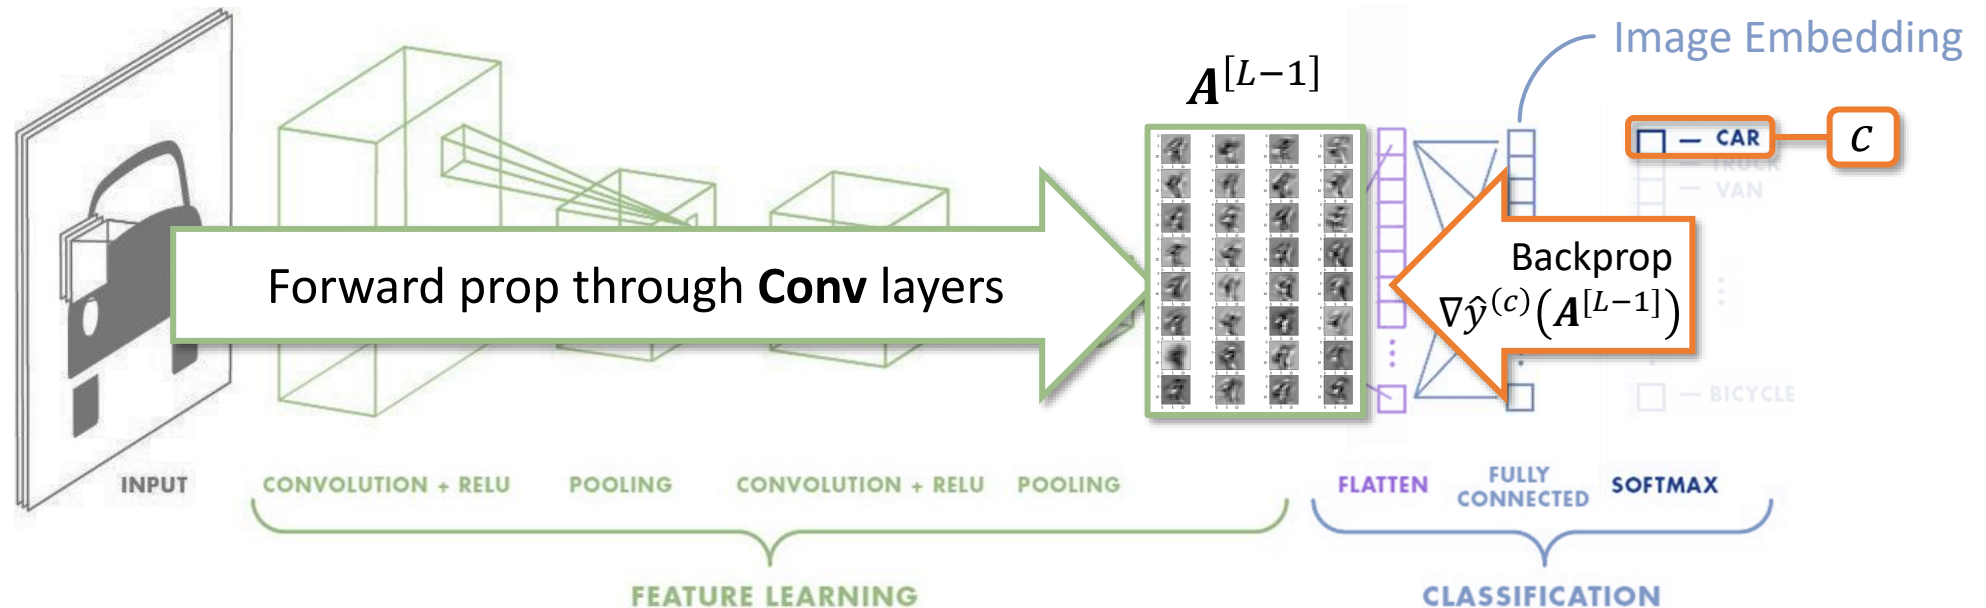 Image Embedding
A^{[L−1]}
CAR
C
TRUCK
VAN
Forward prop through Conv layers
Backprop
∇ŷ^{(c)}(A^{[L−1]})
BICYCLE
INPUT
CONVOLUTION + RELU
POOLING
CONVOLUTION + RELU
POOLING
FLATTEN
FULLY
CONNECTED
SOFTMAX
FEATURE LEARNING
CLASSIFICATION